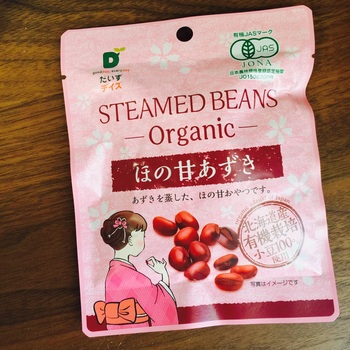 だいず
デイズ
有機JASマーク
JAS
JONA
STEAMED BEANS
Organic
ほの甘あずき
あずきを蒸した、ほの甘おやつです。
北海道産
有機栽培
小豆100%
使用
写真はイメージです